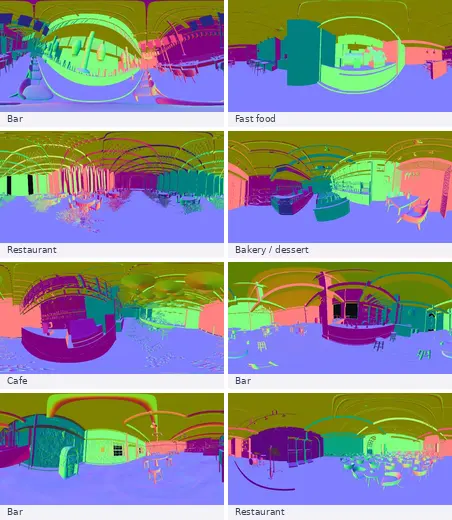 Bar
Fast food
Restaurant
Bakery / dessert
Cafe
Bar
Bar
Restaurant